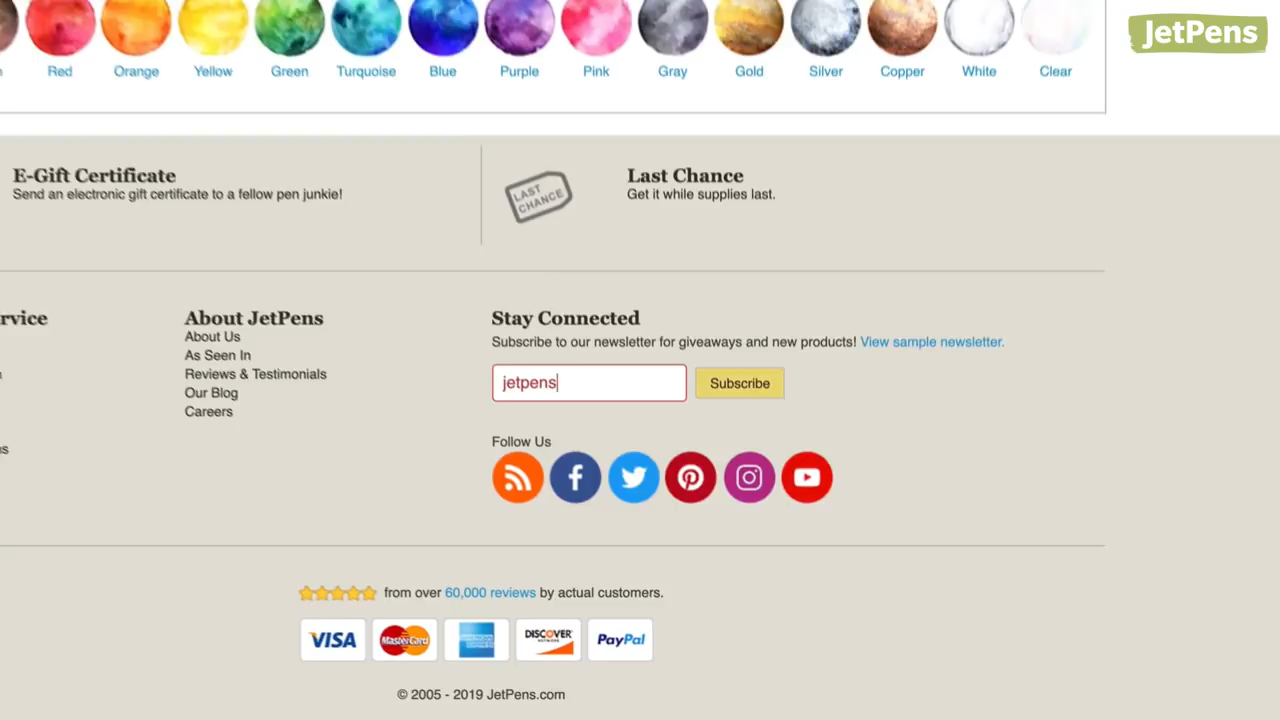 JetPens
Red Orange Yellow Green Turquoise Blue Purple Pink Gray Gold Silver Copper White Clear
E-Gift Certificate
Send an electronic gift certificate to a fellow pen junkie!
LAST CHANCE
Last Chance
Get it while supplies last.
rvice
About JetPens
About Us
As Seen In
Reviews & Testimonials
Our Blog
Careers
Stay Connected
Subscribe to our newsletter for giveaways and new products! View sample newsletter.
jetpens
Subscribe
Follow Us
from over 60,000 reviews by actual customers.
VISA MasterCard AMERICAN EXPRESS DISCOVER NETWORK PayPal
© 2005 - 2019 JetPens.com